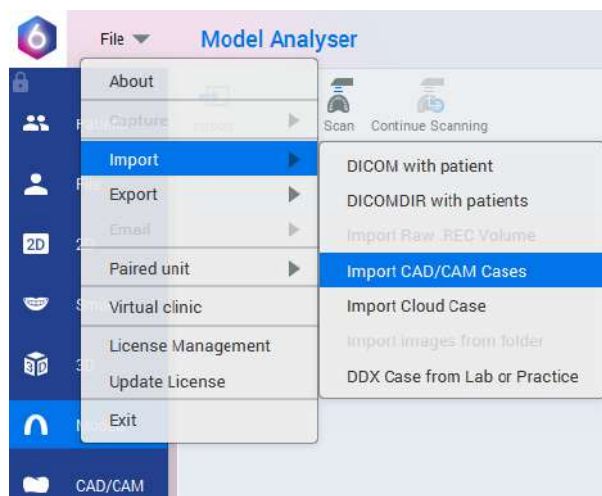 6
File
Model Analyser
About
Capture
Scan
Continue Scanning
Import
DICOM with patient
Export
DICOMDIR with patients
Email
Import Raw .REC Volume
2D
Paired unit
Import CAD/CAM Cases
Virtual clinic
Import Cloud Case
License Management
Import images from folder
3D
Update License
DDX Case from Lab or Practice
Exit
CAD/CAM